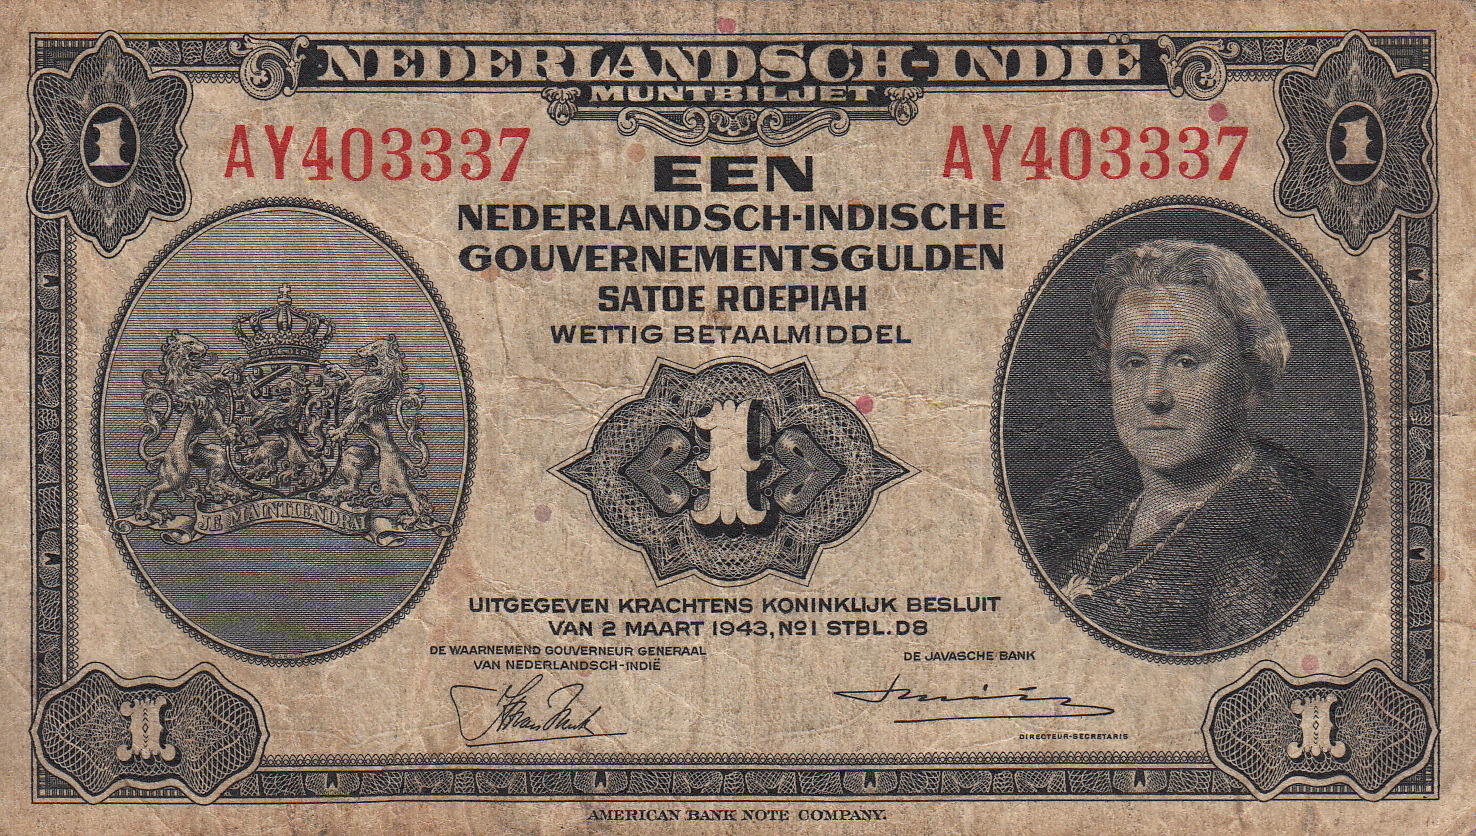 NEDERLANDSCH-INDIË
MUNTBILJET
1
1
AY403337
AY403337
EEN
NEDERLANDSCH-INDISCHE
GOUVERNEMENTSGULDEN
SATOE ROEPIAH
WETTIG BETAALMIDDEL
1
JE MAINTIENDRAI
UITGEGEVEN KRACHTENS KONINKLIJK BESLUIT
VAN 2 MAART 1943, Nº 1 STBL. D8
DE WAARNEMEND GOUVERNEUR GENERAAL
VAN NEDERLANDSCH-INDIË
DE JAVASCHE BANK
DIRECTEUR-SECRETARIS
1
1
AMERICAN BANK NOTE COMPANY.